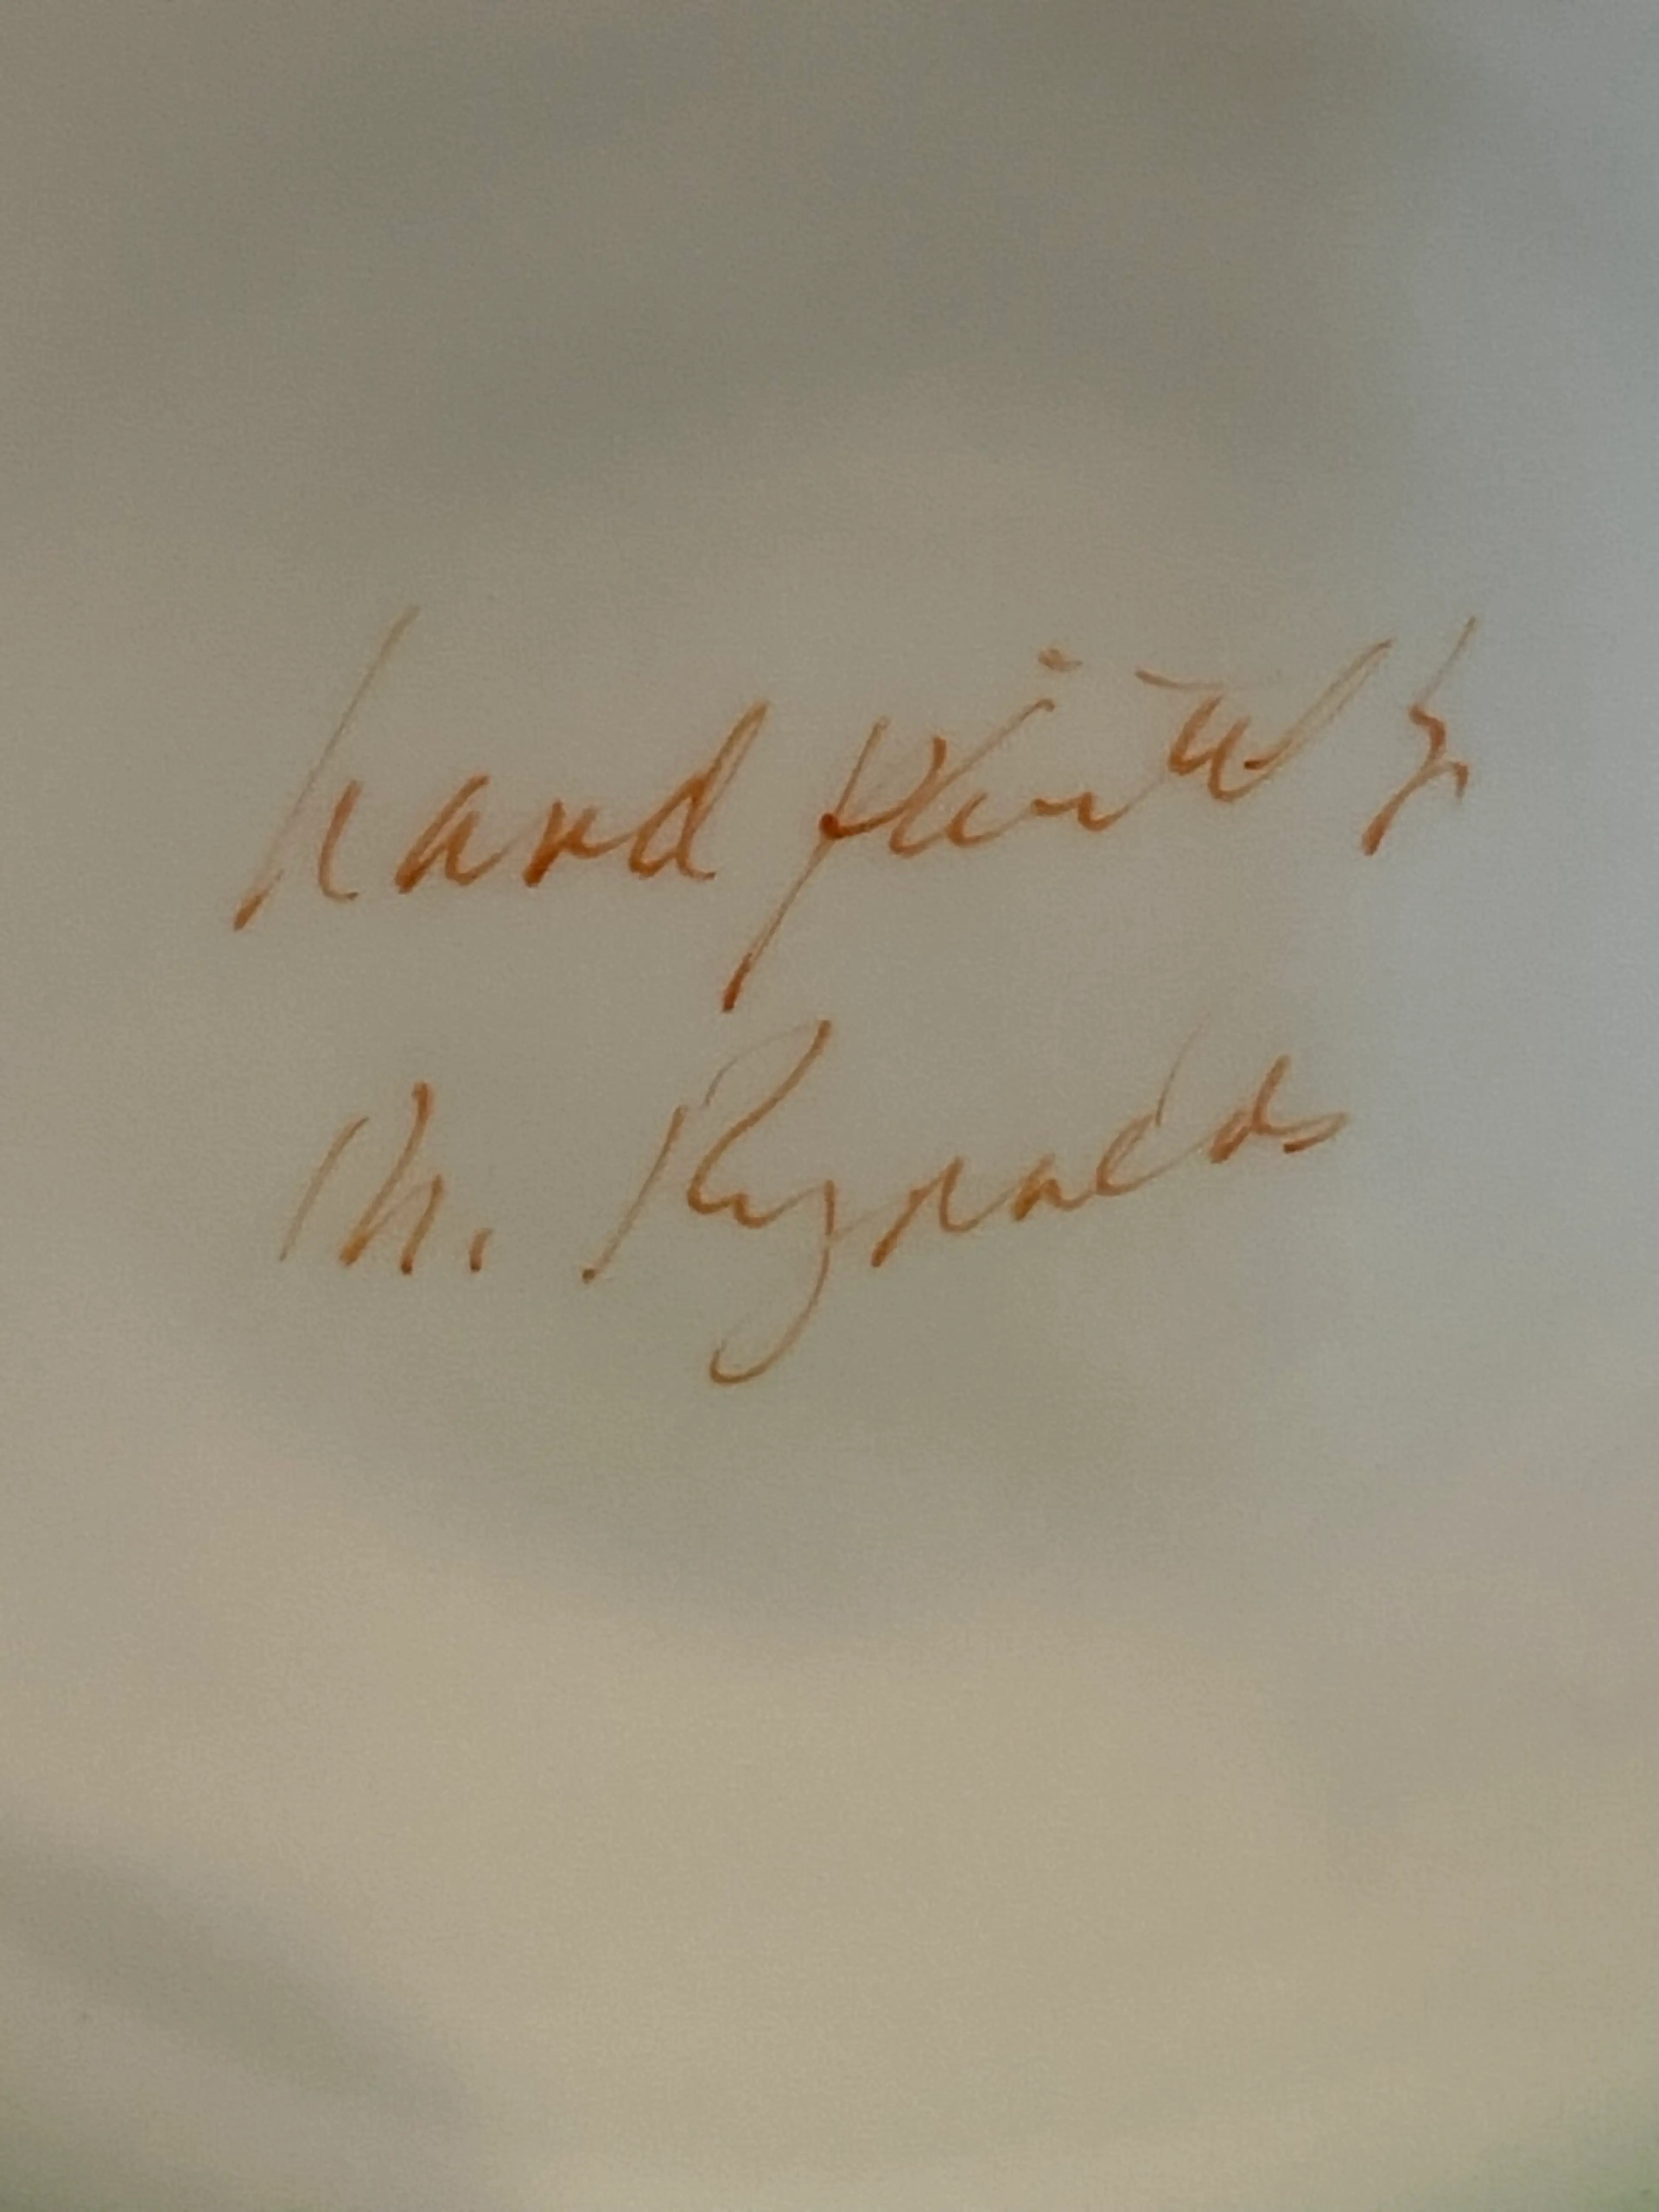 hand painted by
M. Reynolds